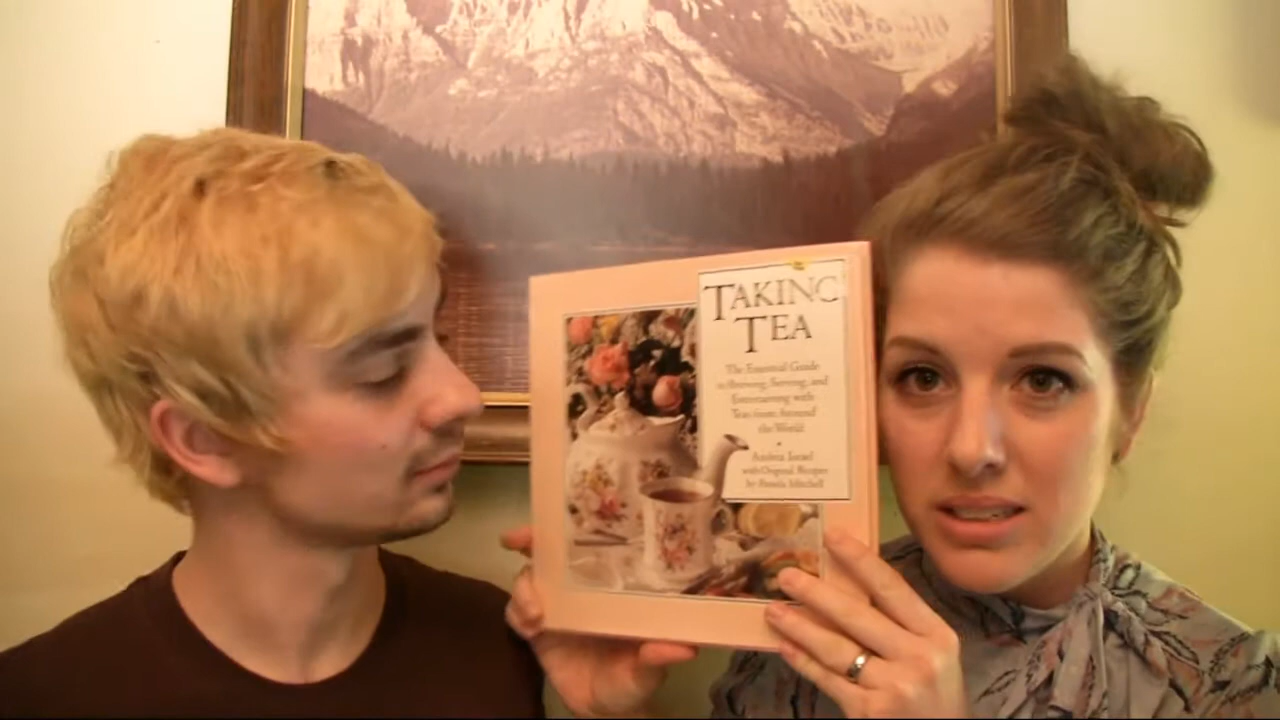 TAKING
TEA
The Essential Guide
to Brewing, Serving, and
Entertaining with
Teas from Around
the World
Andrea Israel
with Original Recipes
by Pamela Mitchell